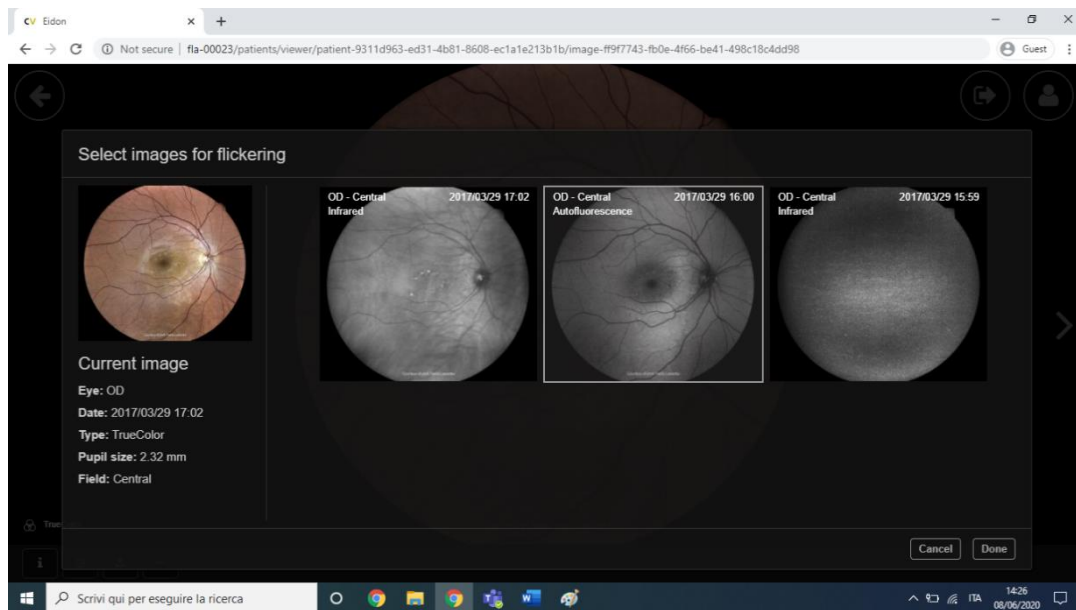 CV Eidon
Not secure | fla-00023/patients/viewer/patient-9311d963-ed31-4b81-8608-ec1a1e213b1b/image-ff9f7743-fb0e-4f66-be41-498c18c4dd98
Guest
Select images for flickering
OD - Central 2017/03/29 17:02
Infrared
OD - Central 2017/03/29 16:00
Autofluorescence
OD - Central 2017/03/29 15:59
Infrared
Current image
Eye: OD
Date: 2017/03/29 17:02
Type: TrueColor
Pupil size: 2.32 mm
Field: Central
True
Cancel Done
Scrivi qui per eseguire la ricerca
ITA
14:26
08/06/2020